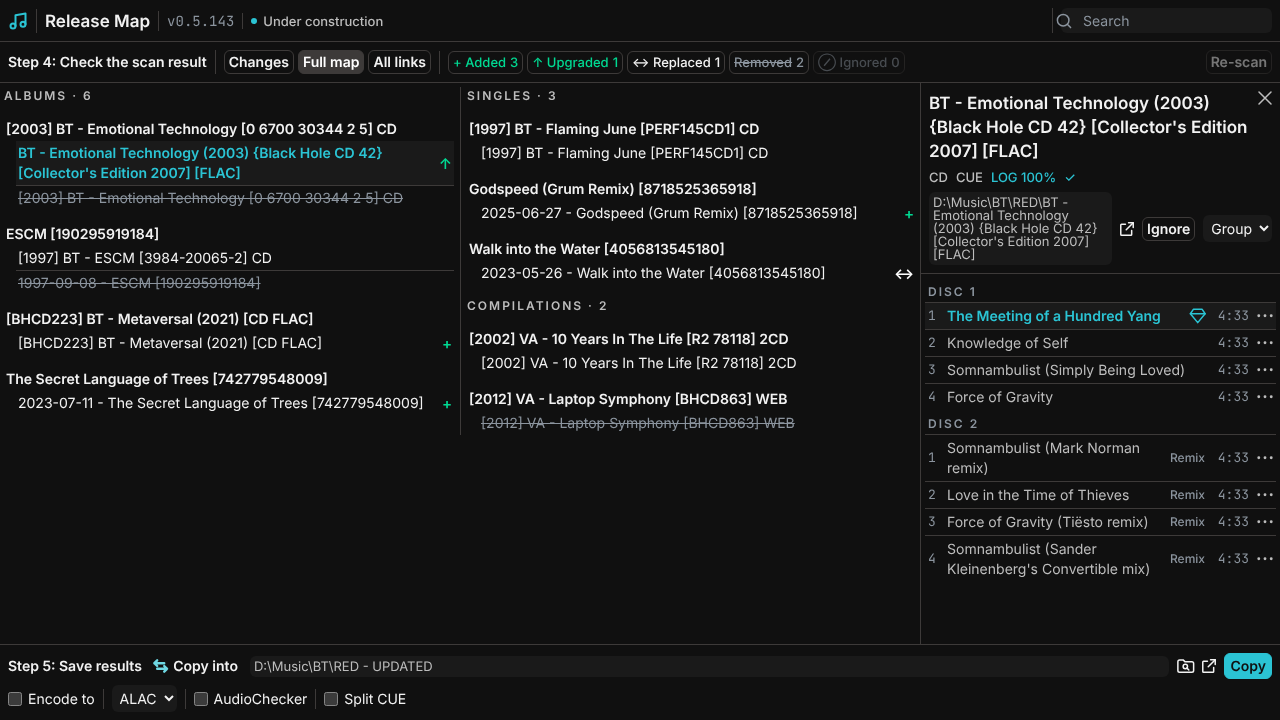 Release Map
v0.5.143
Under construction
Search
Step 4: Check the scan result
Changes
Full map
All links
+ Added 3
↑ Upgraded 1
↔ Replaced 1
Removed 2
Ignored 0
Re-scan
ALBUMS · 6
[2003] BT - Emotional Technology [0 6700 30344 2 5] CD
BT - Emotional Technology (2003) {Black Hole CD 42}
[Collector's Edition 2007] [FLAC]
↑
[2003] BT - Emotional Technology [0 6700 30344 2 5] CD
ESCM [190295919184]
[1997] BT - ESCM [3984-20065-2] CD
1997-09-08 - ESCM [190295919184]
[BHCD223] BT - Metaversal (2021) [CD FLAC]
[BHCD223] BT - Metaversal (2021) [CD FLAC]
+
The Secret Language of Trees [742779548009]
2023-07-11 - The Secret Language of Trees [742779548009]
+
SINGLES · 3
[1997] BT - Flaming June [PERF145CD1] CD
[1997] BT - Flaming June [PERF145CD1] CD
Godspeed (Grum Remix) [8718525365918]
2025-06-27 - Godspeed (Grum Remix) [8718525365918]
+
Walk into the Water [4056813545180]
2023-05-26 - Walk into the Water [4056813545180]
↔
COMPILATIONS · 2
[2002] VA - 10 Years In The Life [R2 78118] 2CD
[2002] VA - 10 Years In The Life [R2 78118] 2CD
[2012] VA - Laptop Symphony [BHCD863] WEB
[2012] VA - Laptop Symphony [BHCD863] WEB
BT - Emotional Technology (2003)
{Black Hole CD 42} [Collector's Edition
2007] [FLAC]
CD CUE LOG 100% ✓
D:\Music\BT\RED\BT -
Emotional Technology
(2003) {Black Hole CD 42}
[Collector's Edition 2007]
[FLAC]
Ignore
Group
DISC 1
1 The Meeting of a Hundred Yang 4:33 ···
2 Knowledge of Self 4:33 ···
3 Somnambulist (Simply Being Loved) 4:33 ···
4 Force of Gravity 4:33 ···
DISC 2
1 Somnambulist (Mark Norman
remix) Remix 4:33 ···
2 Love in the Time of Thieves Remix 4:33 ···
3 Force of Gravity (Tiësto remix) Remix 4:33 ···
4 Somnambulist (Sander
Kleinenberg's Convertible mix) Remix 4:33 ···
Step 5: Save results
Copy into
D:\Music\BT\RED - UPDATED
Copy
Encode to
ALAC
AudioChecker
Split CUE